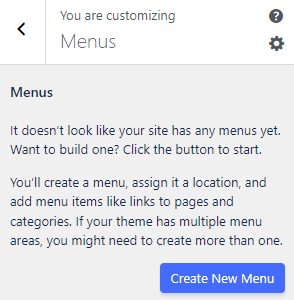 You are customizing
Menus
Menus
It doesn't look like your site has any menus yet.
Want to build one? Click the button to start.
You'll create a menu, assign it a location, and
add menu items like links to pages and
categories. If your theme has multiple menu
areas, you might need to create more than one.
Create New Menu